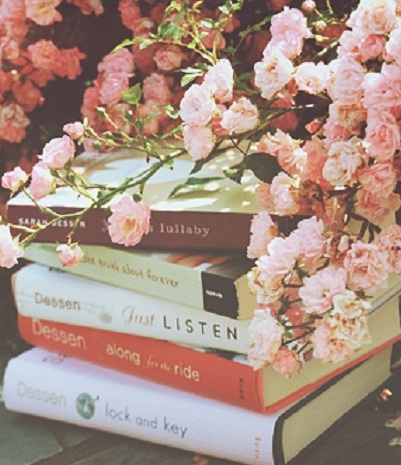 SARAH DESSEN lullaby
the truth about forever
Dessen Just LISTEN
Dessen along for the ride
Dessen lock and key